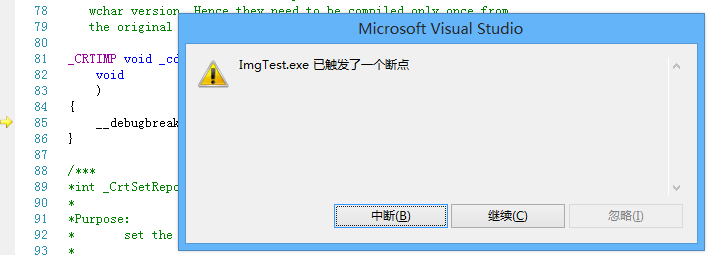 78 wchar version. Hence they need to be compiled only once from
Microsoft Visual Studio
79 the original
80
81 _CRTIMP void _cd
ImgTest.exe 已触发了一个断点
82 void
83 )
84 {
85 __debugbreak
86 }
87
88 /***
89 *int _CrtSetRepo
90 *
中断(B) 继续(C) 忽略(I)
91 *Purpose:
92 * set the
93 *